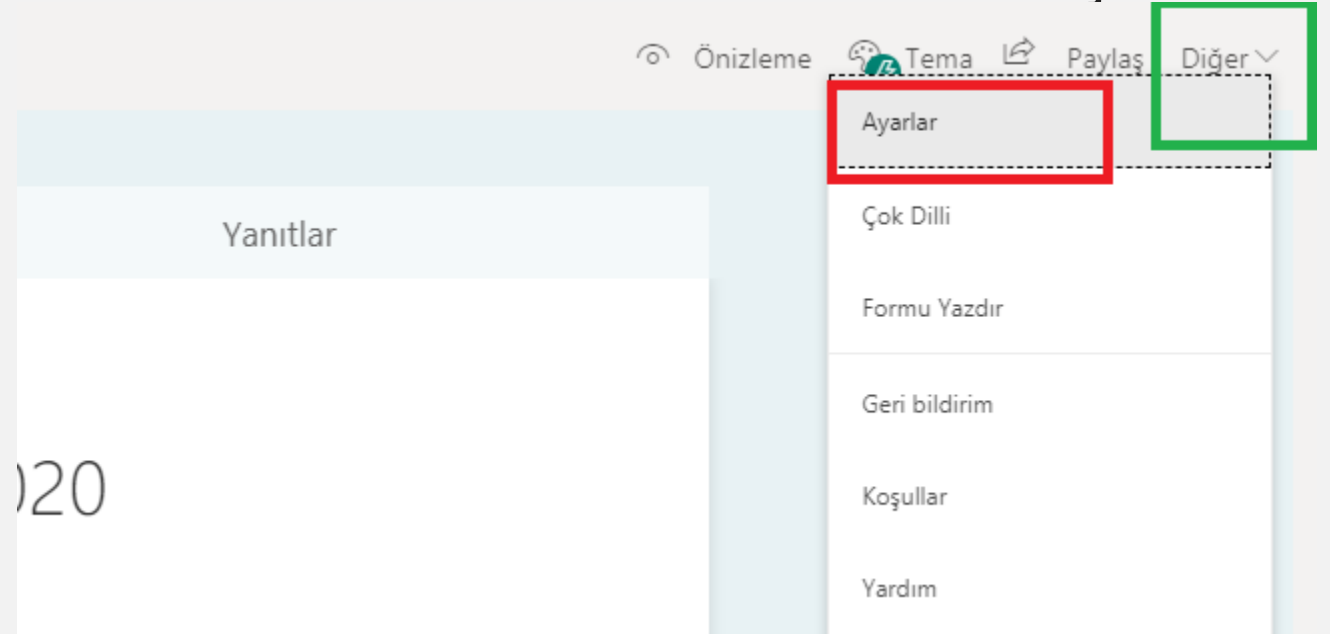 Önizleme Tema Paylaş Diğer
Ayarlar
Çok Dilli
Yanıtlar
Formu Yazdır
Geri bildirim
020
Koşullar
Yardım